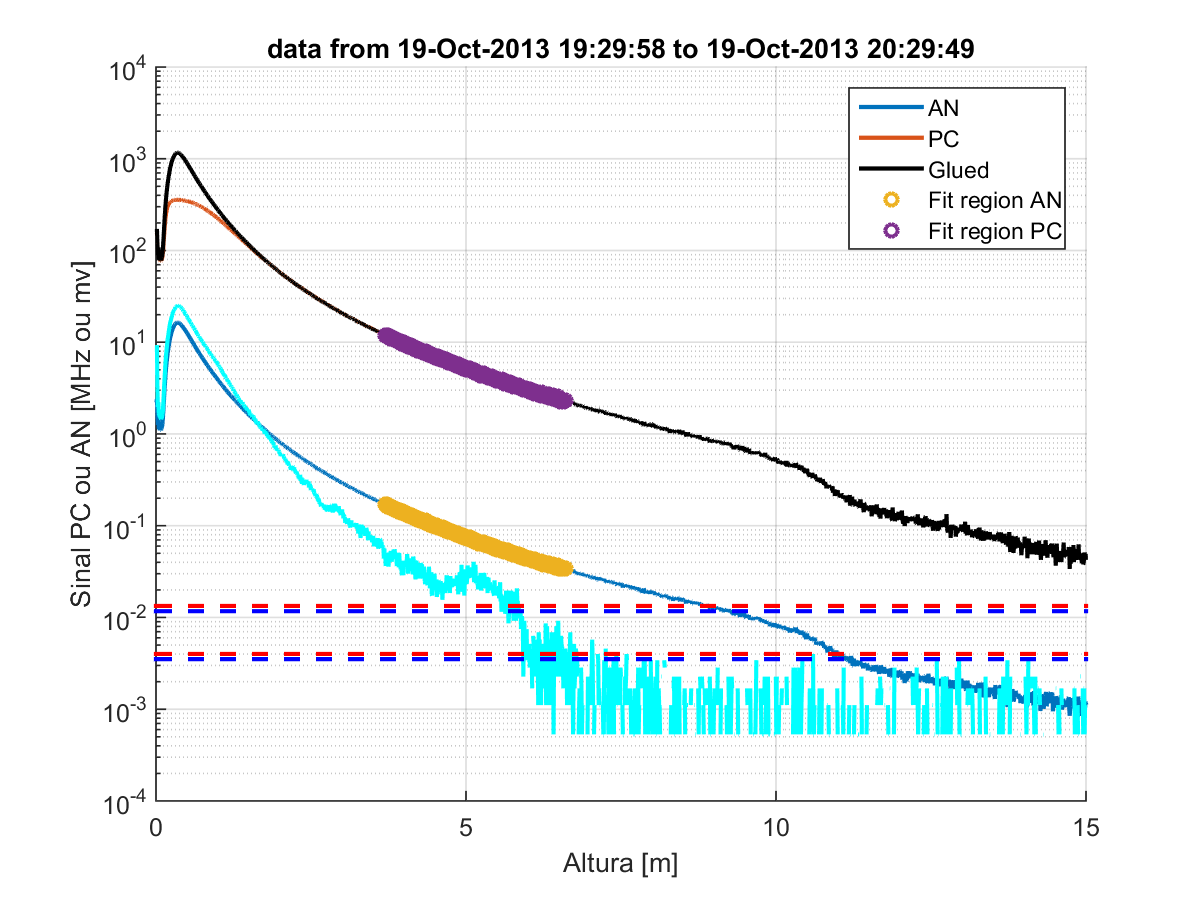 data from 19-Oct-2013 19:29:58 to 19-Oct-2013 20:29:49
AN
PC
Glued
Fit region AN
Fit region PC
Sinal PC ou AN [MHz ou mv]
10^4
10^3
10^2
10^1
10^0
10^-1
10^-2
10^-3
10^-4
0 5 10 15
Altura [m]